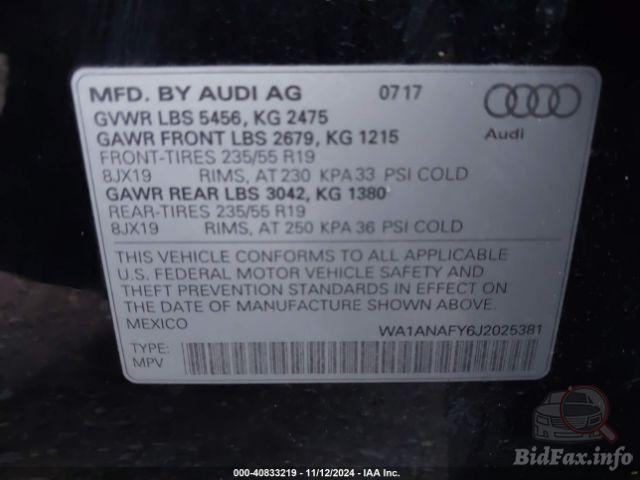 MFD. BY AUDI AG 0717
GVWR LBS 5456, KG 2475
GAWR FRONT LBS 2679, KG 1215
Audi
FRONT-TIRES 235/55 R19
8JX19 RIMS, AT 230 KPA 33 PSI COLD
GAWR REAR LBS 3042, KG 1380
REAR-TIRES 235/55 R19
8JX19 RIMS, AT 250 KPA 36 PSI COLD
THIS VEHICLE CONFORMS TO ALL APPLICABLE
U.S. FEDERAL MOTOR VEHICLE SAFETY AND
THEFT PREVENTION STANDARDS IN EFFECT ON
THE DATE OF MANUFACTURE SHOWN ABOVE.
MEXICO WA1ANAFY6J2025381
TYPE:
MPV
BidFax.info
000-40833219 - 11/12/2024 - IAA Inc.